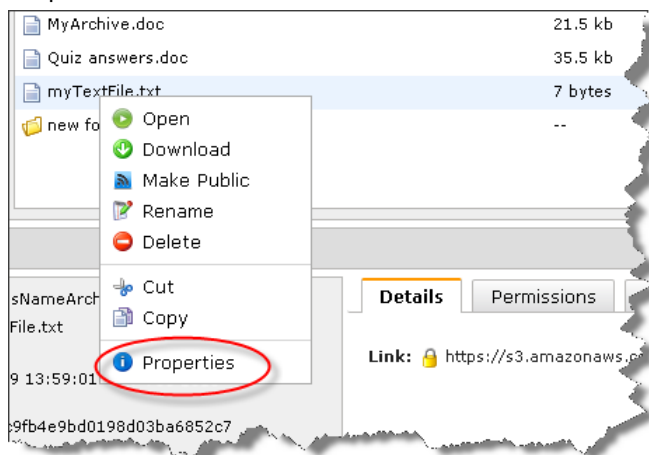 MyArchive.doc 21.5 kb
Quiz answers.doc 35.5 kb
myTextFile.txt 7 bytes
new fo --
Open
Download
Make Public
Rename
Delete
Cut
Copy
Properties
sNameArch
File.txt
9 13:59:01
9fb4e9bd0198d03ba6852c7
Details Permissions
Link: https://s3.amazonaws.c